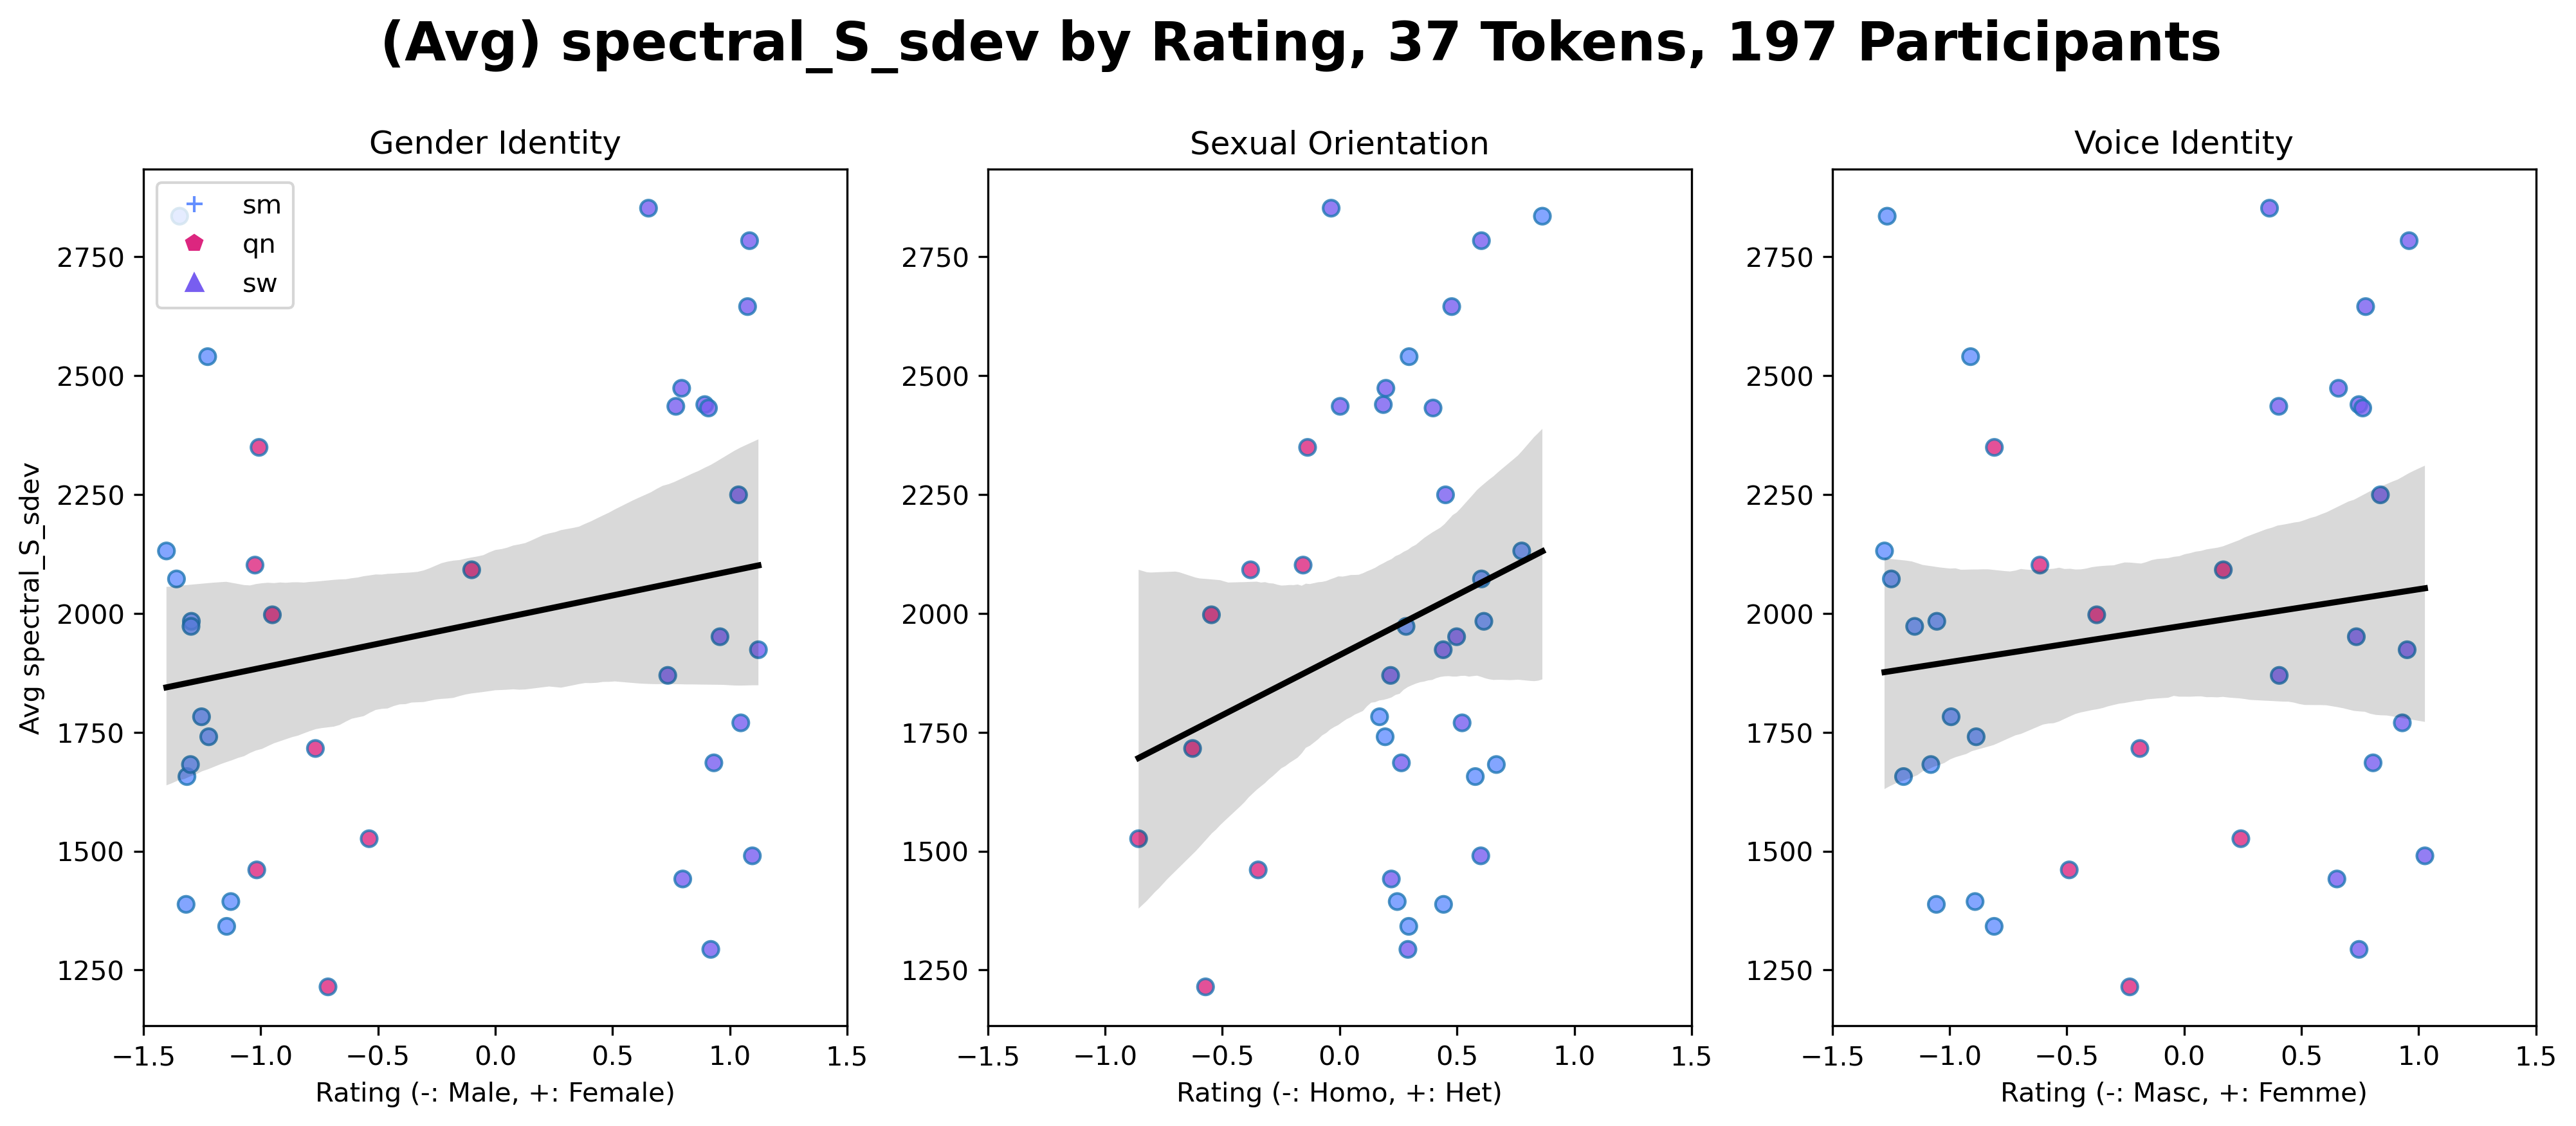 (Avg) spectral_S_sdev by Rating, 37 Tokens, 197 Participants
Gender Identity
Sexual Orientation
Voice Identity
sm
qn
sw
Avg spectral_S_sdev
2750
2500
2250
2000
1750
1500
1250
−1.5 −1.0 −0.5 0.0 0.5 1.0 1.5
Rating (-: Male, +: Female)
2750
2500
2250
2000
1750
1500
1250
−1.5 −1.0 −0.5 0.0 0.5 1.0 1.5
Rating (-: Homo, +: Het)
2750
2500
2250
2000
1750
1500
1250
−1.5 −1.0 −0.5 0.0 0.5 1.0 1.5
Rating (-: Masc, +: Femme)